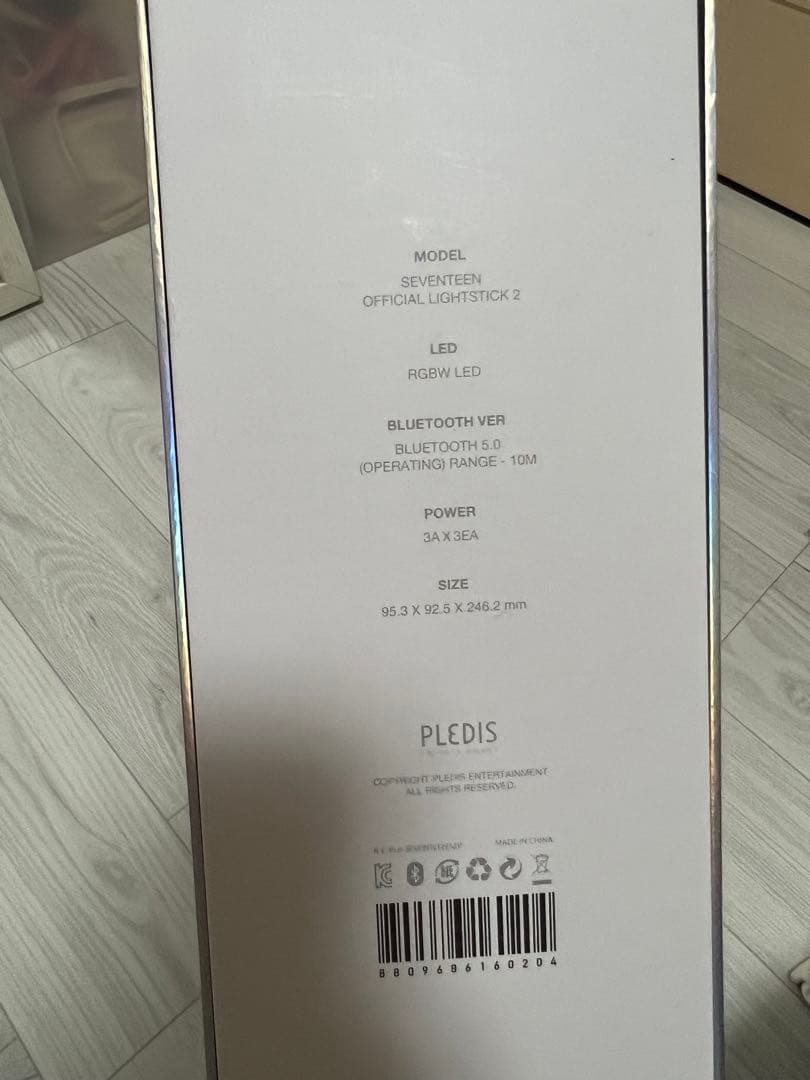 MODEL
SEVENTEEN
OFFICIAL LIGHTSTICK 2
LED
RGBW LED
BLUETOOTH VER
BLUETOOTH 5.0
(OPERATING) RANGE - 10M
POWER
3A X 3EA
SIZE
95.3 X 92.5 X 246.2 mm
PLEDIS
COPYRIGHT PLEDIS ENTERTAINMENT
ALL RIGHTS RESERVED.
MADE IN CHINA
8809686160204